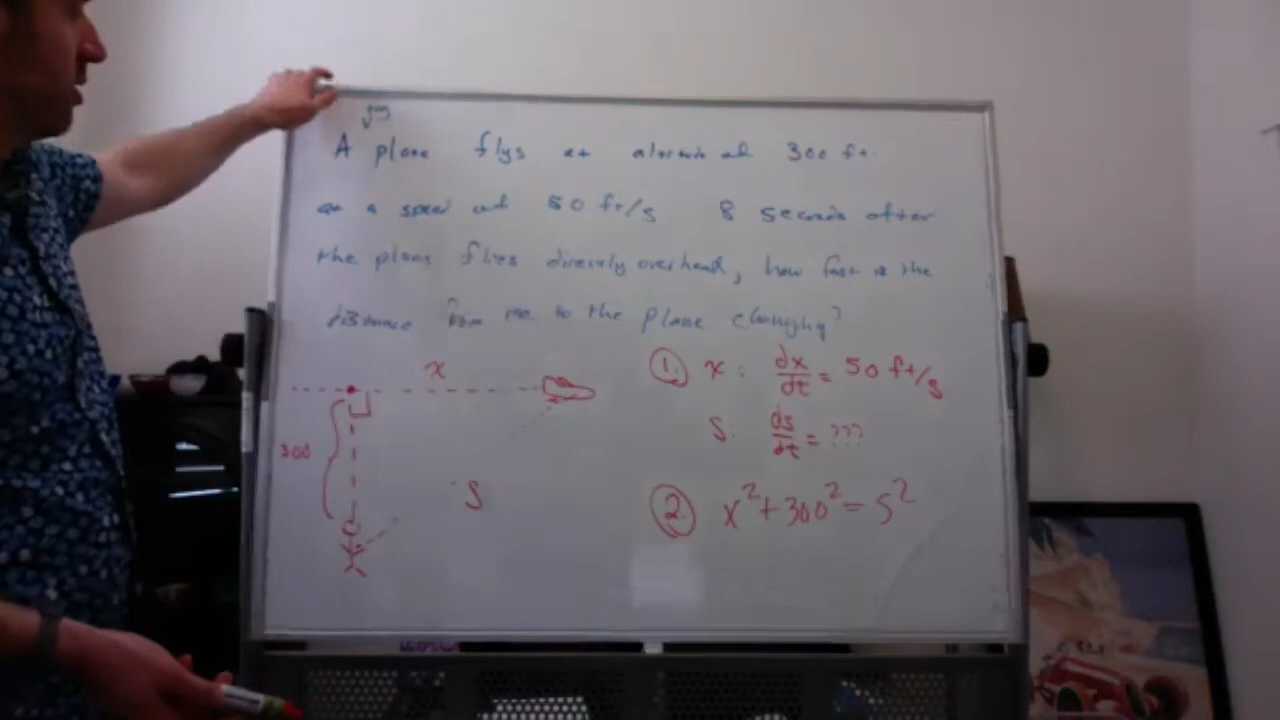 A plane flys at altitude of 300 ft.
at a speed of 50 ft/s 8 seconds after
the plane flies directly overhead, how fast is the
distance from me to the plane changing?
x
① x: dx/dt = 50 ft/s
S: ds/dt = ???
300
S
② x²+300²=S²